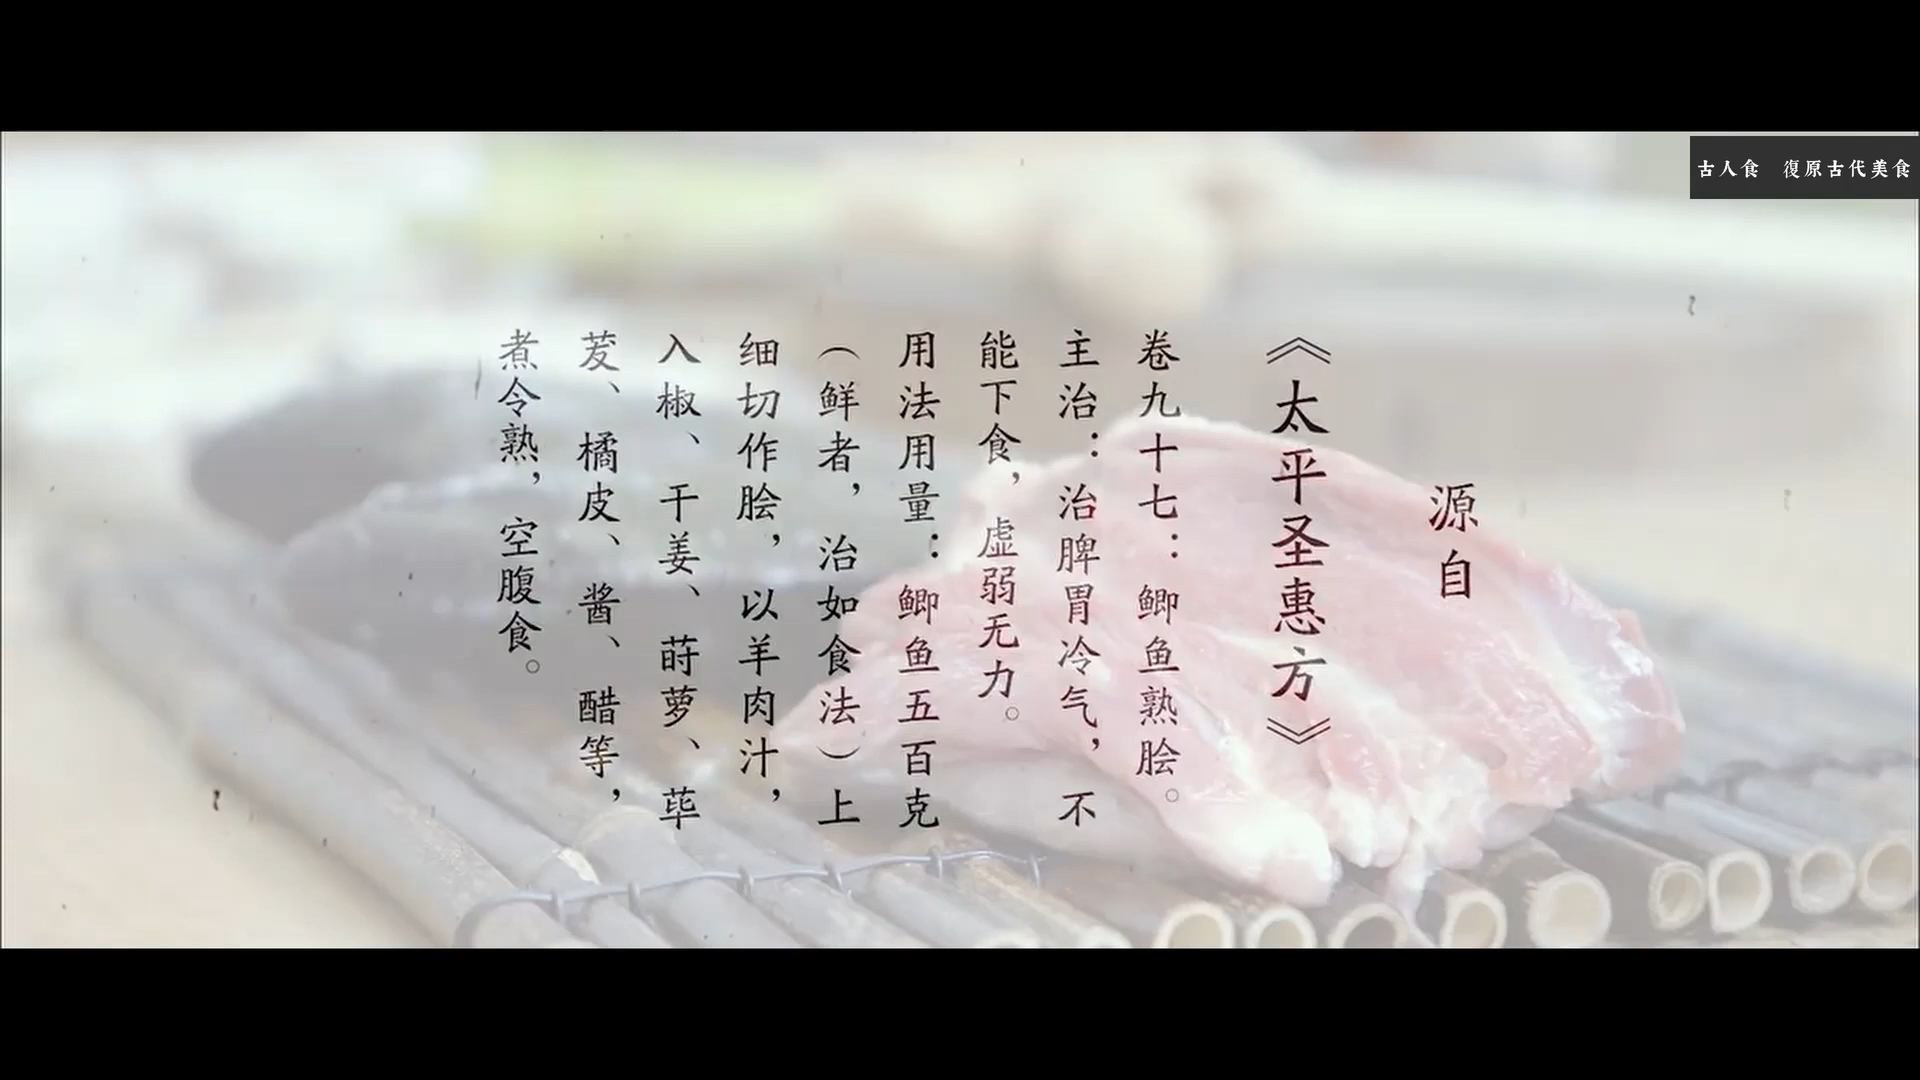 古人食 復原古代美食
源自
《太平圣惠方》
卷九十七：鲫鱼熟脍。
主治：治脾胃冷气，不
能下食，虚弱无力。
用法用量：鲫鱼五百克
（鲜者，治如食法）上
细切作脍，以羊肉汁，
入椒、干姜、莳萝、荜
茇、橘皮、酱、醋等，
煮令熟，空腹食。